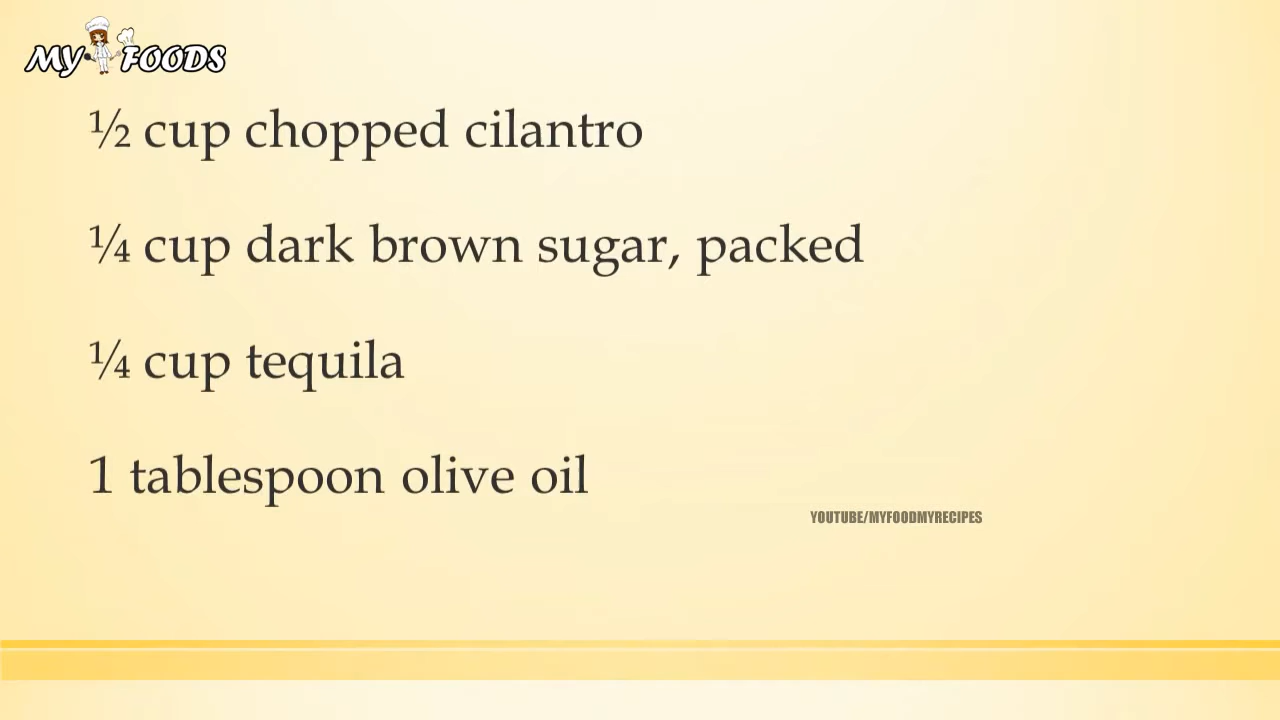 MY FOODS
½ cup chopped cilantro
¼ cup dark brown sugar, packed
¼ cup tequila
1 tablespoon olive oil
YOUTUBE/MYFOODMYRECIPES